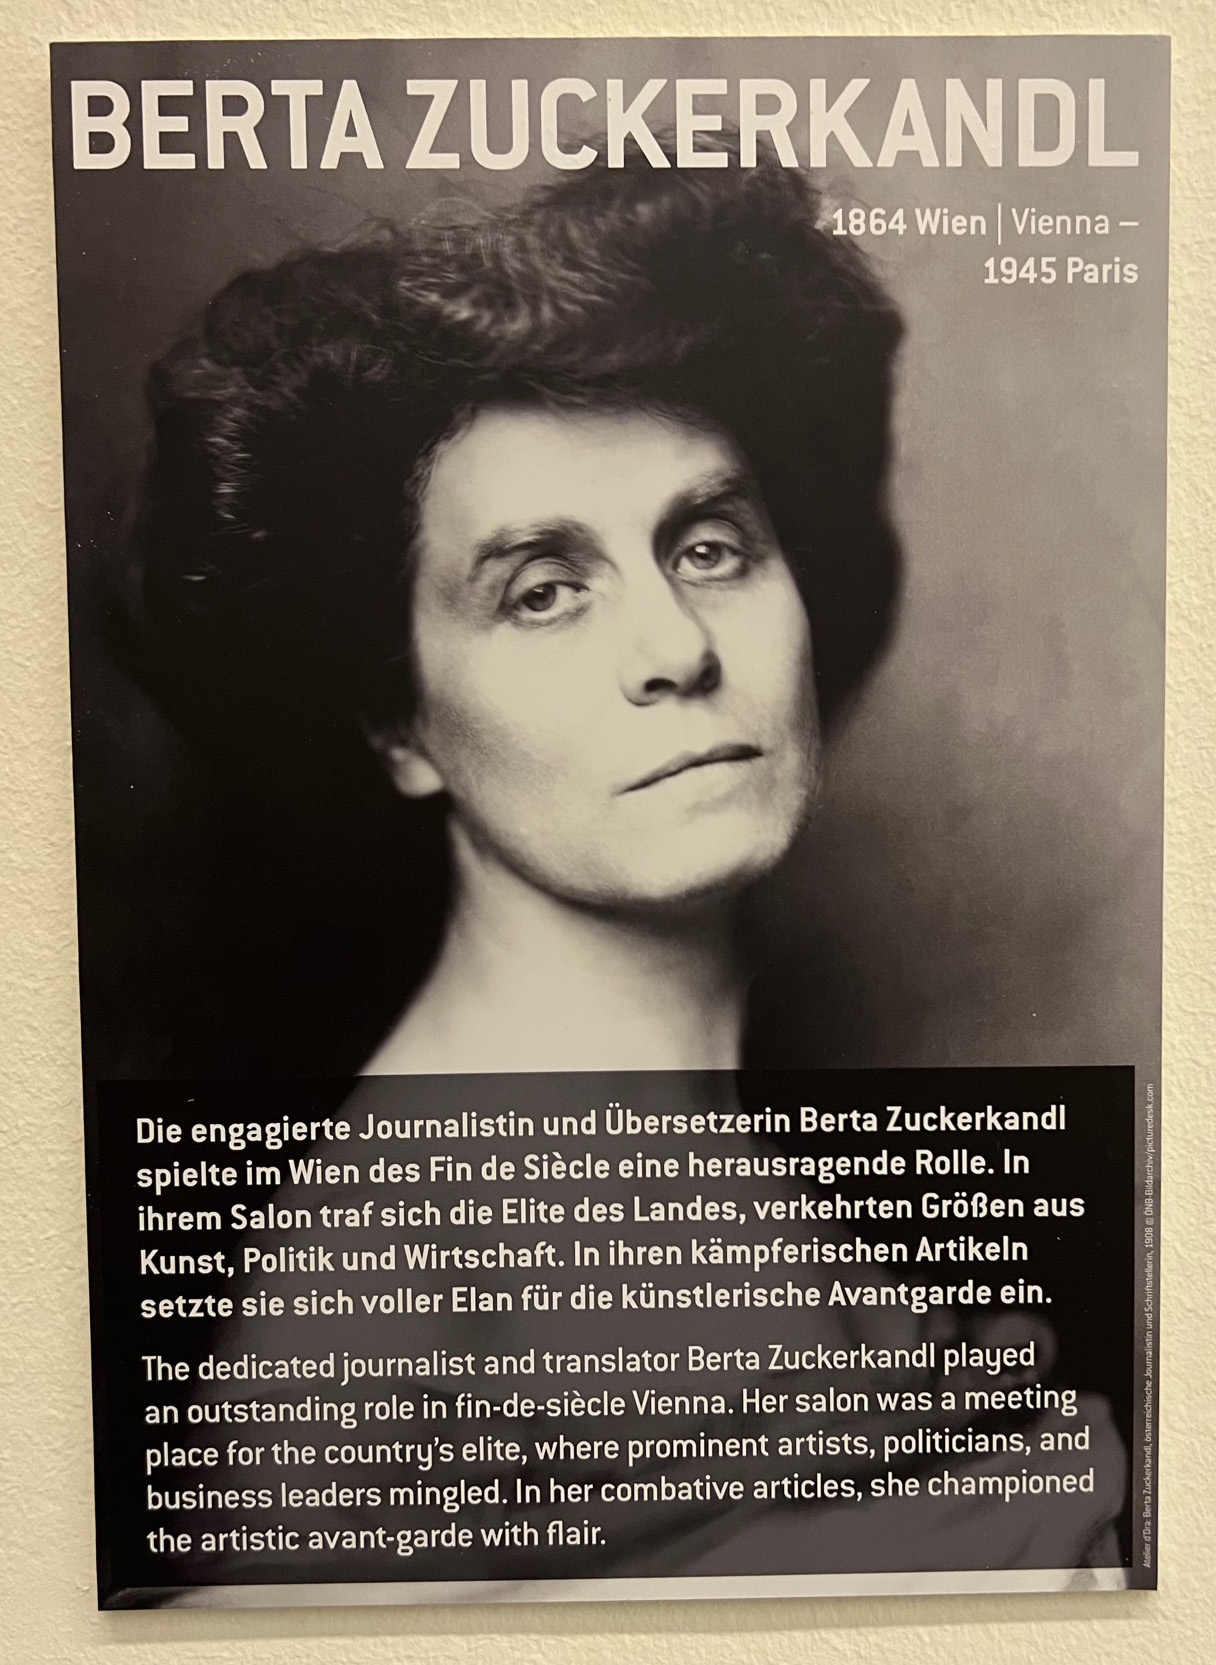 BERTA ZUCKERKANDL
1864 Wien | Vienna –
1945 Paris
Die engagierte Journalistin und Übersetzerin Berta Zuckerkandl
spielte im Wien des Fin de Siècle eine herausragende Rolle. In
ihrem Salon traf sich die Elite des Landes, verkehrten Größen aus
Kunst, Politik und Wirtschaft. In ihren kämpferischen Artikeln
setzte sie sich voller Elan für die künstlerische Avantgarde ein.
The dedicated journalist and translator Berta Zuckerkandl played
an outstanding role in fin-de-siècle Vienna. Her salon was a meeting
place for the country's elite, where prominent artists, politicians, and
business leaders mingled. In her combative articles, she championed
the artistic avant-garde with flair.
Atelier d'Ora: Berta Zuckerkandl, österreichische Journalistin und Schriftstellerin, 1908 © ÖNB-Bildarchiv/picturedesk.com